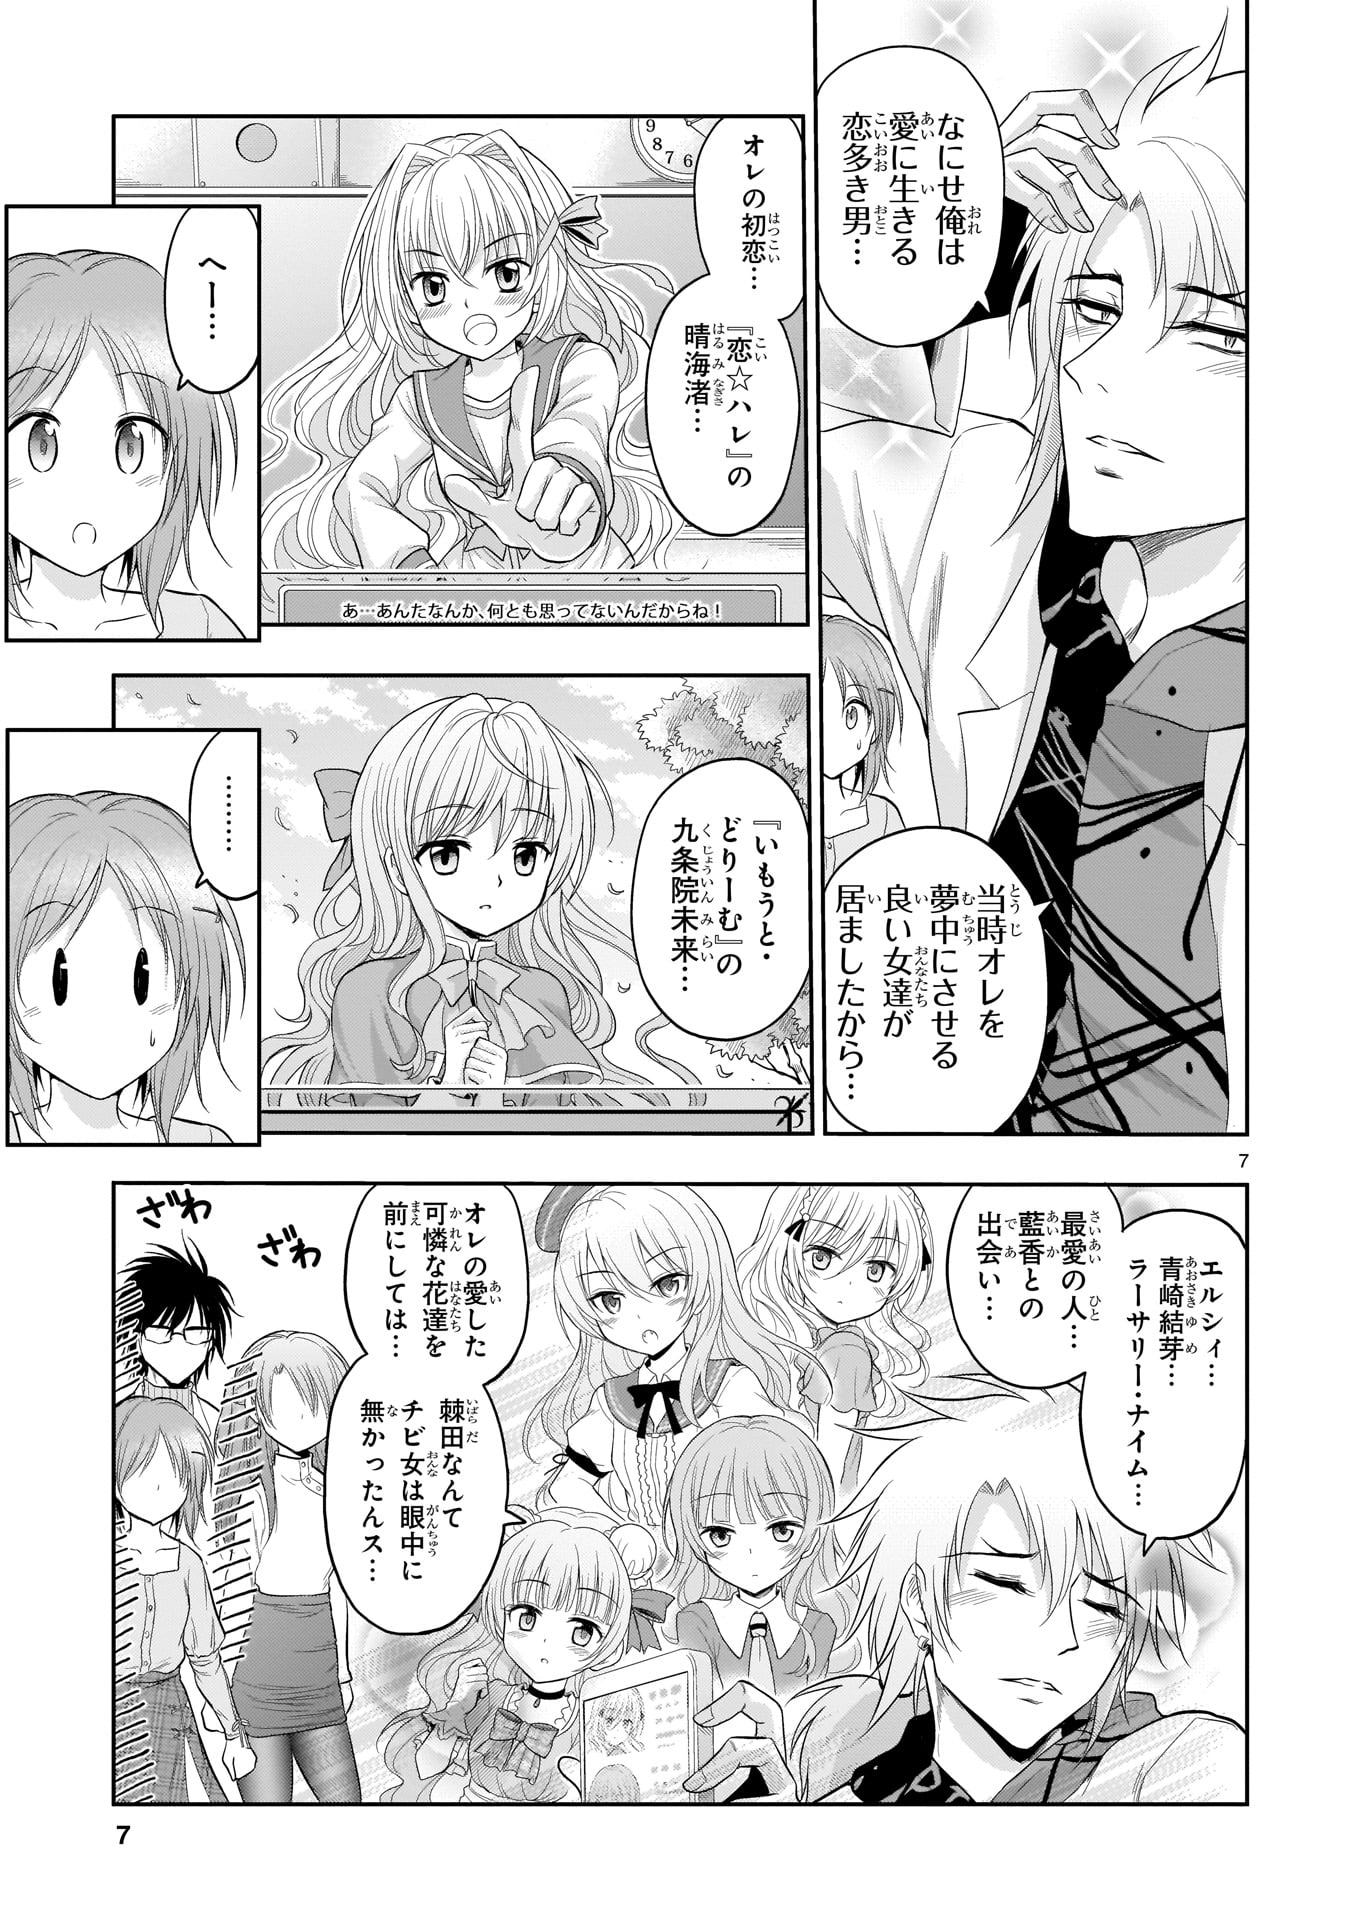 なにせ俺は
愛に生きる
恋多き男…
当時オレを
夢中にさせる
良い女達が
居ましたから…
オレの初恋…
『恋☆ハレ』の
晴海渚…
あ…あんたなんか、何とも思ってないんだからね！
へー…
『いもうと・
どりーむ』の
九条院未来…
………
7
エルシィ…
青崎結芽…
ラーサリー・ナイム…
最愛の人…
藍香との
出会い…
オレの愛した
可憐な花達を
前にしては…
棘田なんて
チビ女は眼中に
無かったんス…
ざわ
ざわ
7